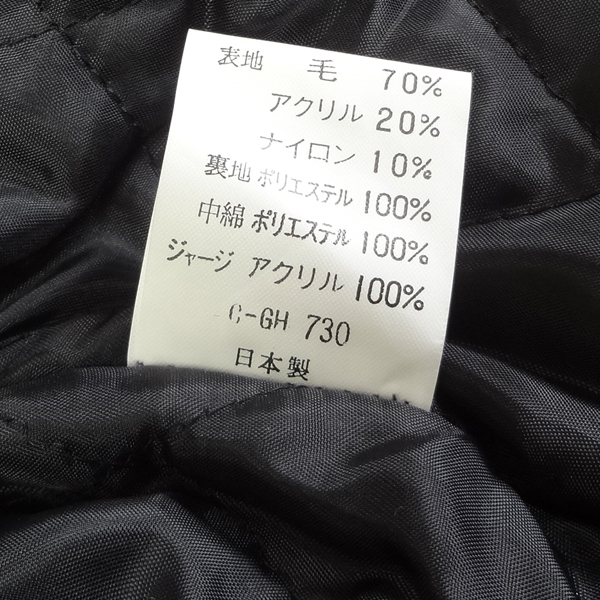 表地 毛 70%
アクリル 20%
ナイロン 10%
裏地 ポリエステル 100%
中綿 ポリエステル 100%
ジャージ アクリル 100%
C-GH 730
日本製